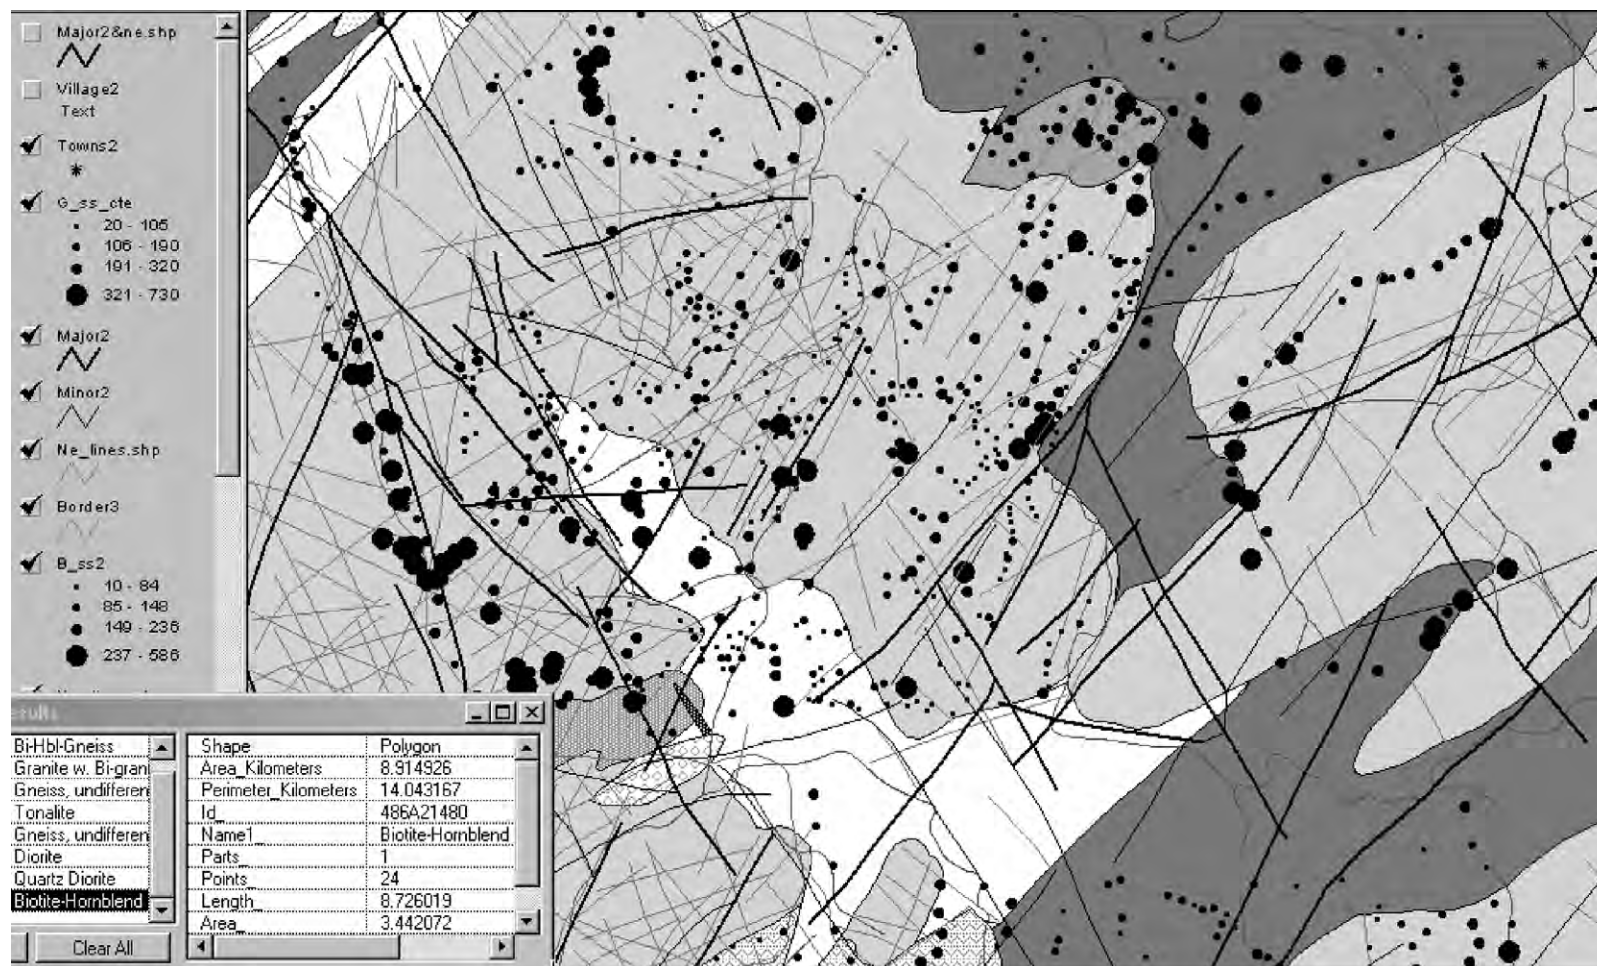 Major2&ne.shp
Village2
Text
Towns2
G_ss_cte
20 - 105
106 - 190
191 - 320
321 - 730
Major2
Minor2
Ne_lines.shp
Border3
B_ss2
10 - 84
85 - 148
149 - 236
237 - 586
Bi-Hbl-Gneiss
Granite w. Bi-grani
Gneiss, undifferen
Tonalite
Gneiss, undifferen
Diorite
Quartz Diorite
Biotite-Hornblend
Clear All
Shape Polygon
Area_Kilometers 8.914926
Perimeter_Kilometers 14.043167
Id_ 486A21480
Name1_ Biotite-Hornblend
Parts_ 1
Points_ 24
Length_ 8.726019
Area_ 3.442072